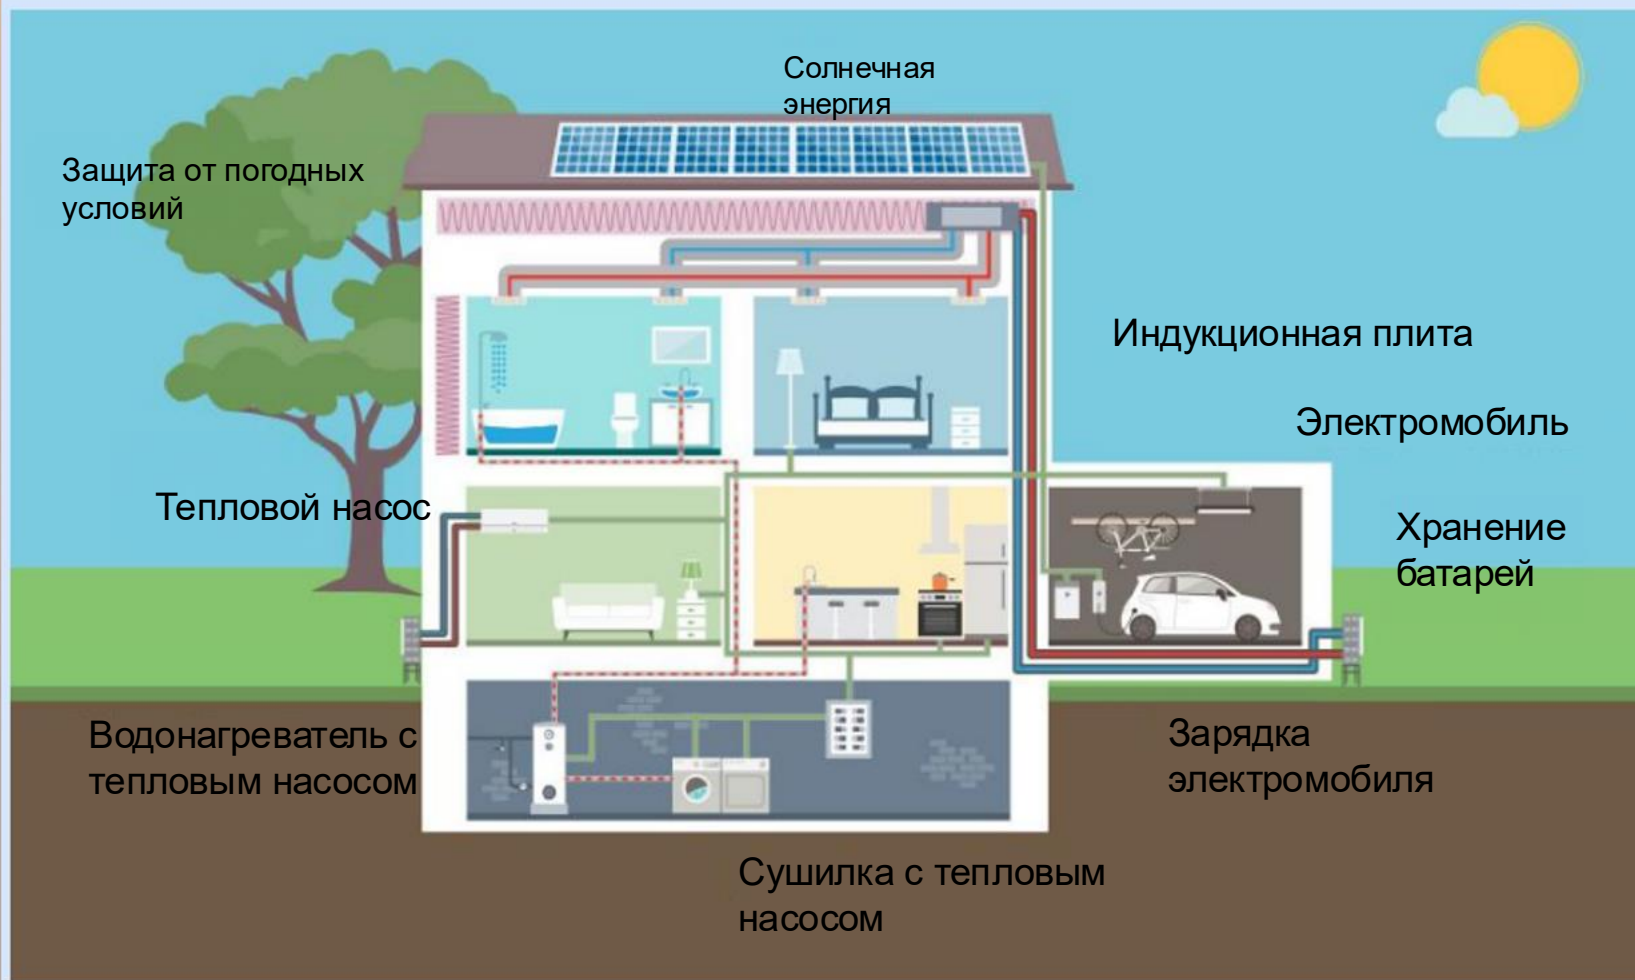 Солнечная
энергия
Защита от погодных
условий
Индукционная плита
Электромобиль
Тепловой насос
Хранение
батарей
Водонагреватель с
тепловым насосом
Зарядка
электромобиля
Сушилка с тепловым
насосом